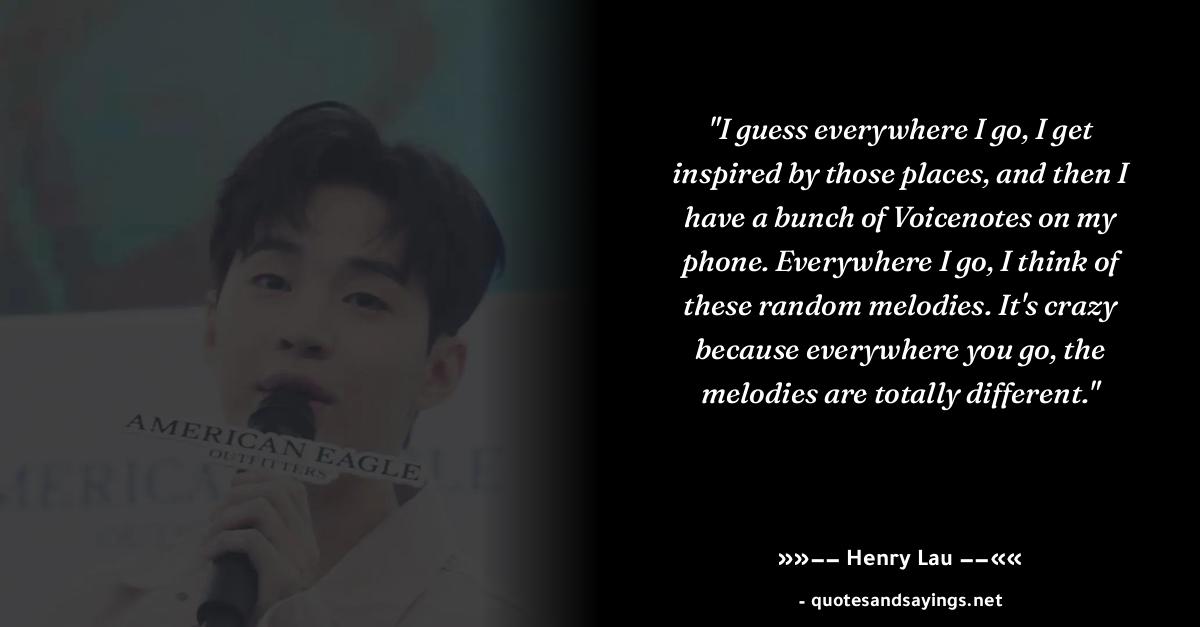 "I guess everywhere I go, I get
inspired by those places, and then I
have a bunch of Voicenotes on my
phone. Everywhere I go, I think of
these random melodies. It's crazy
because everywhere you go, the
melodies are totally different."
»»—— Henry Lau ——««
- quotesandsayings.net
AMERICAN EAGLE
OUTFITTERS